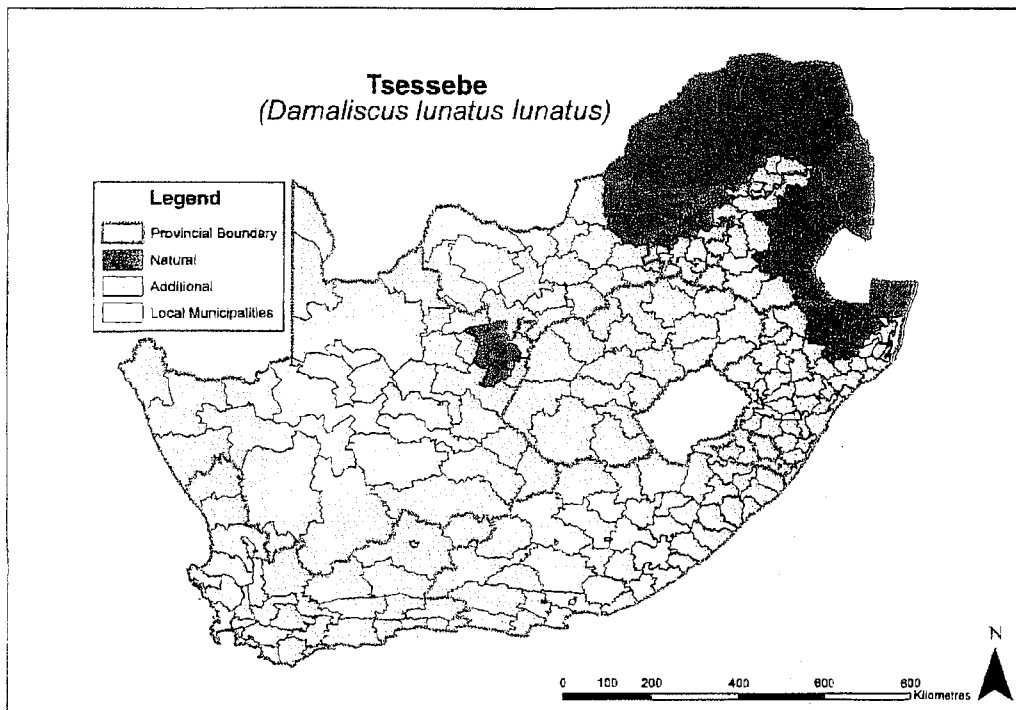 Tsessebe
(Damaliscus lunatus lunatus)
Legend
Provincial Boundary
Natural
Additional
Local Municipalities
N
0 100 200 400 600 800
Kilometres